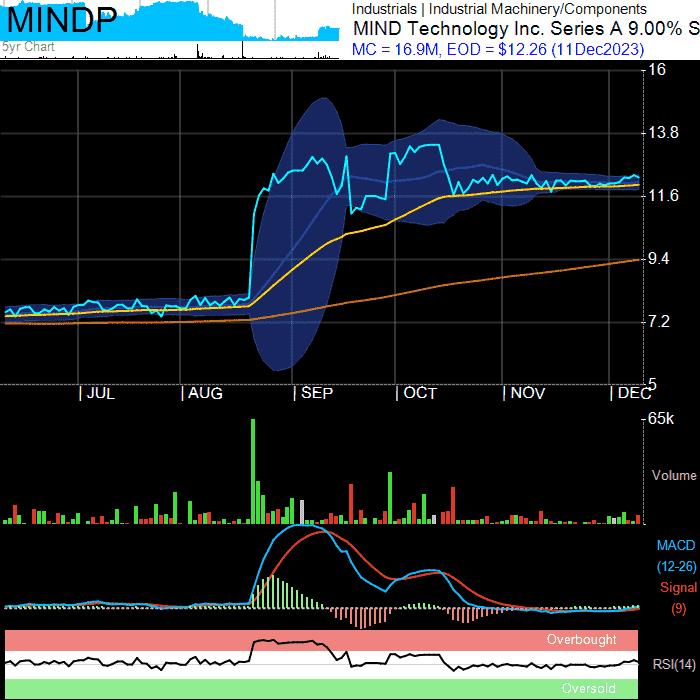 MINDP
5yr Chart
Industrials | Industrial Machinery/Components
MIND Technology Inc. Series A 9.00% S
MC = 16.9M, EOD = $12.26 (11Dec2023)
16
13.8
11.6
9.4
7.2
5
JUL
AUG
SEP
OCT
NOV
DEC
65k
Volume
MACD
(12-26)
Signal
(9)
Overbought
RSI(14)
Oversold